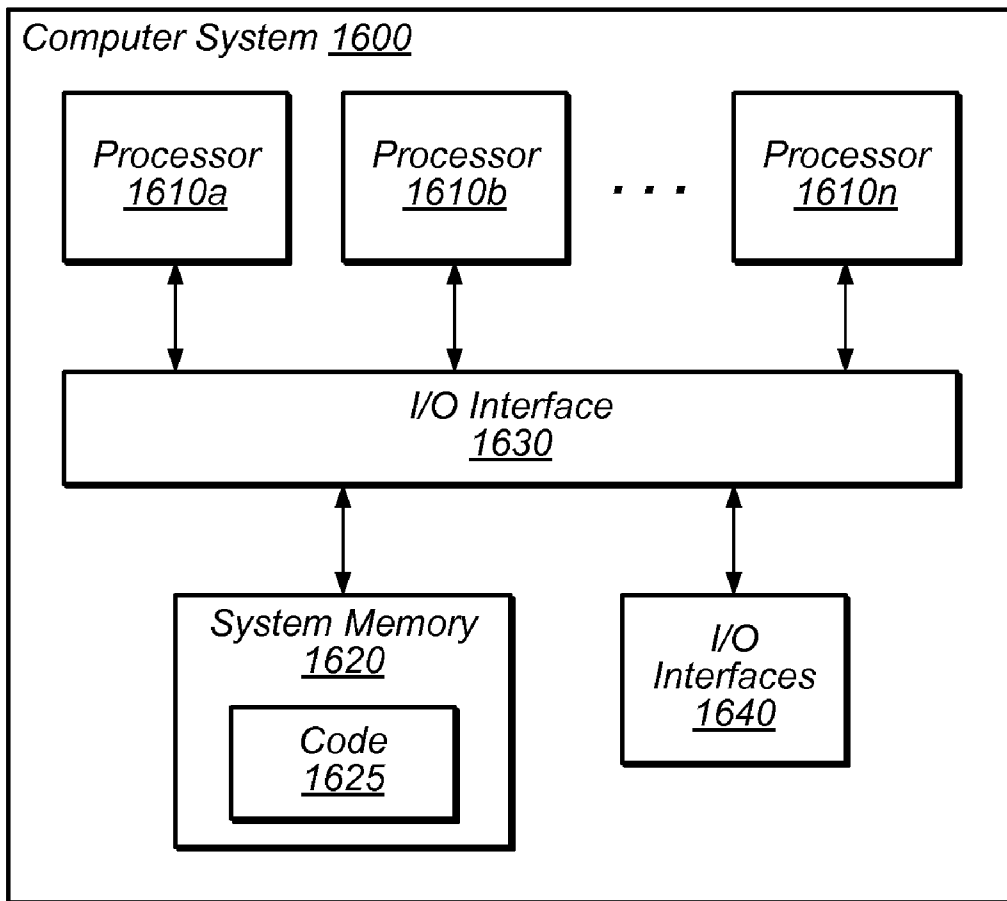 Computer System 1600
Processor
1610a
Processor
1610b
. . .
Processor
1610n
I/O Interface
1630
System Memory
1620
Code
1625
I/O
Interfaces
1640